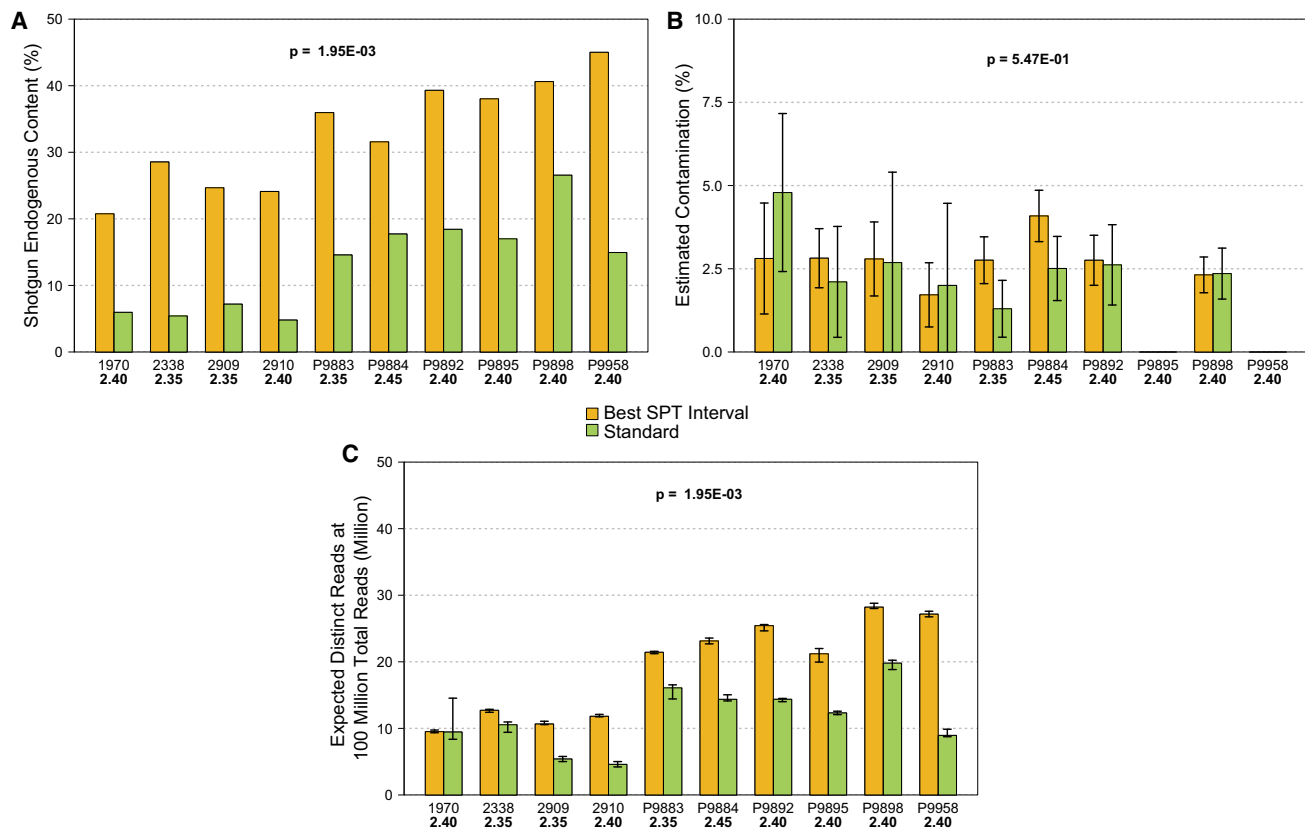 A
Shotgun Endogenous Content (%)
50
40
30
20
10
0
p = 1.95E-03
1970 2338 2909 2910 P9883 P9884 P9892 P9895 P9898 P9958
2.40 2.35 2.35 2.40 2.35 2.45 2.40 2.40 2.40 2.40
B
Estimated Contamination (%)
10.0
7.5
5.0
2.5
0.0
p = 5.47E-01
1970 2338 2909 2910 P9883 P9884 P9892 P9895 P9898 P9958
2.40 2.35 2.35 2.40 2.35 2.45 2.40 2.40 2.40 2.40
Best SPT Interval
Standard
C
Expected Distinct Reads at
100 Million Total Reads (Million)
50
40
30
20
10
0
p = 1.95E-03
1970 2338 2909 2910 P9883 P9884 P9892 P9895 P9898 P9958
2.40 2.35 2.35 2.40 2.35 2.45 2.40 2.40 2.40 2.40